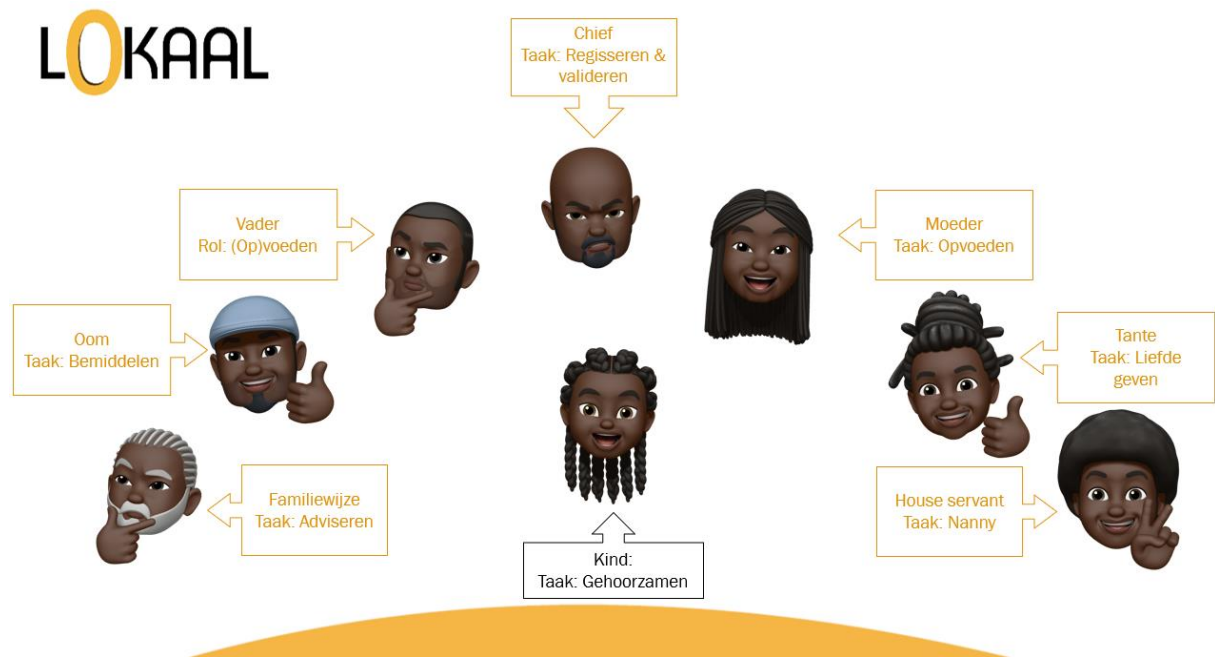 LOKAAL
Chief
Taak: Regisseren &
valideren
Vader
Rol: (Op)voeden
Moeder
Taak: Opvoeden
Oom
Taak: Bemiddelen
Tante
Taak: Liefde
geven
Familiewijze
Taak: Adviseren
House servant
Taak: Nanny
Kind:
Taak: Gehoorzamen